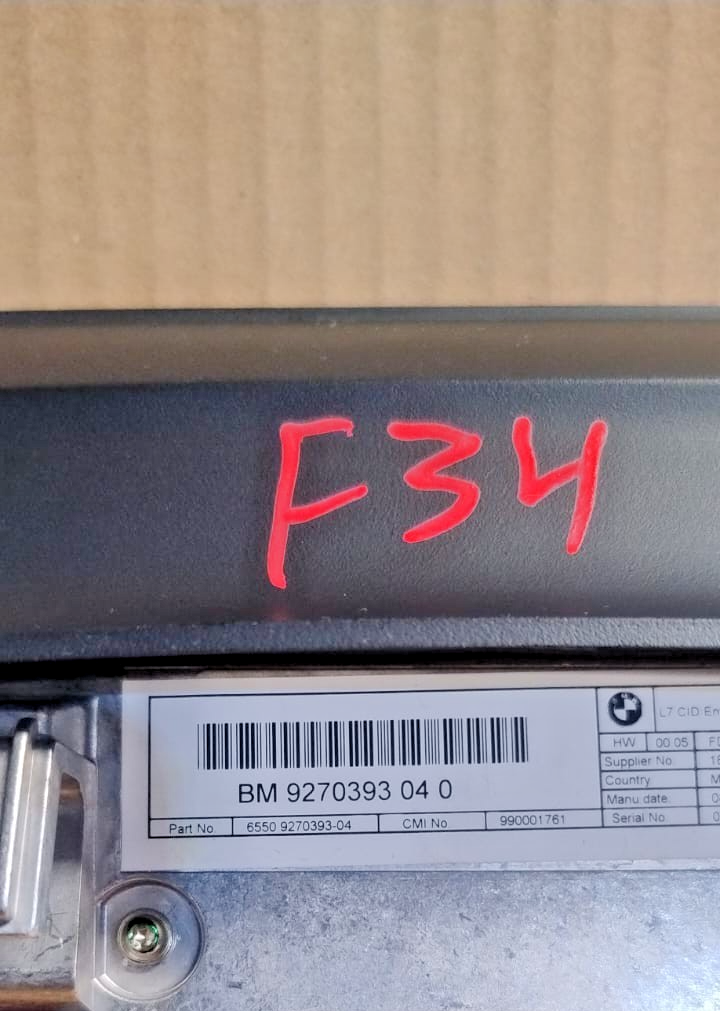 F34
BM 9270393 04 0
Part No 6550 9270393-04 CMI No. 990001761
L7 CID
HW 00 05
Supplier No. 18
Country M
Manu date.
Serial No.